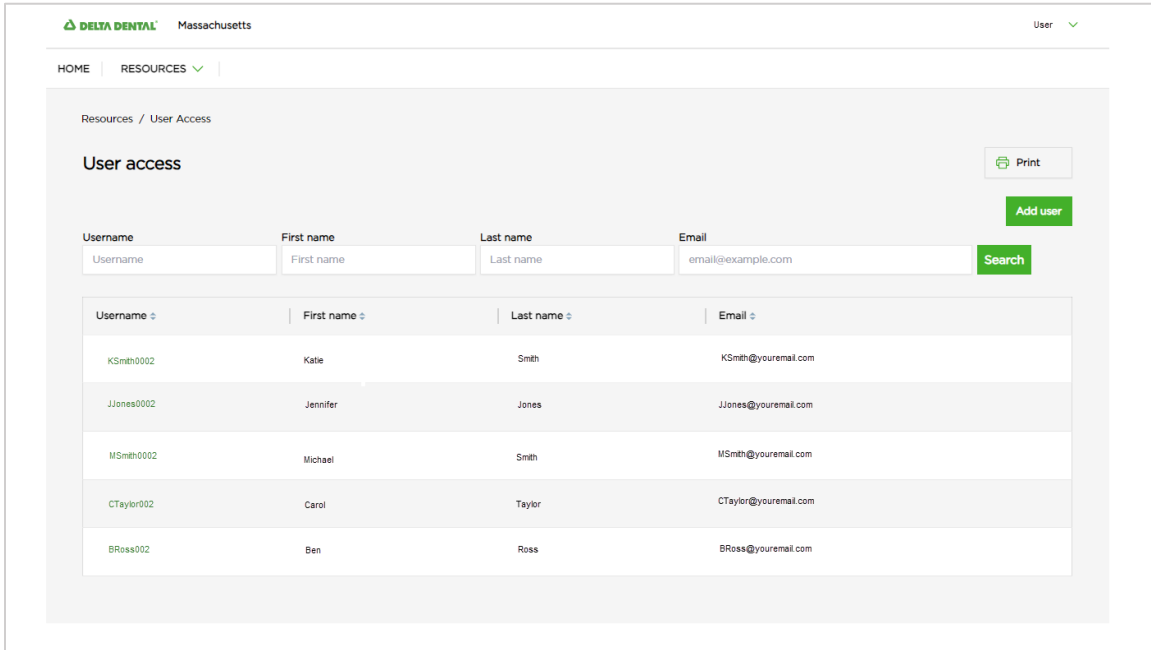 DELTA DENTAL® Massachusetts User
HOME RESOURCES
Resources / User Access
User access Print
Add user
Username First name Last name Email
Username First name Last name email@example.com Search
Username First name Last name Email
KSmith0002 Katie Smith KSmith@youremail.com
JJones0002 Jennifer Jones JJones@youremail.com
MSmith0002 Michael Smith MSmith@youremail.com
CTaylor002 Carol Taylor CTaylor@youremail.com
BRoss002 Ben Ross BRoss@youremail.com